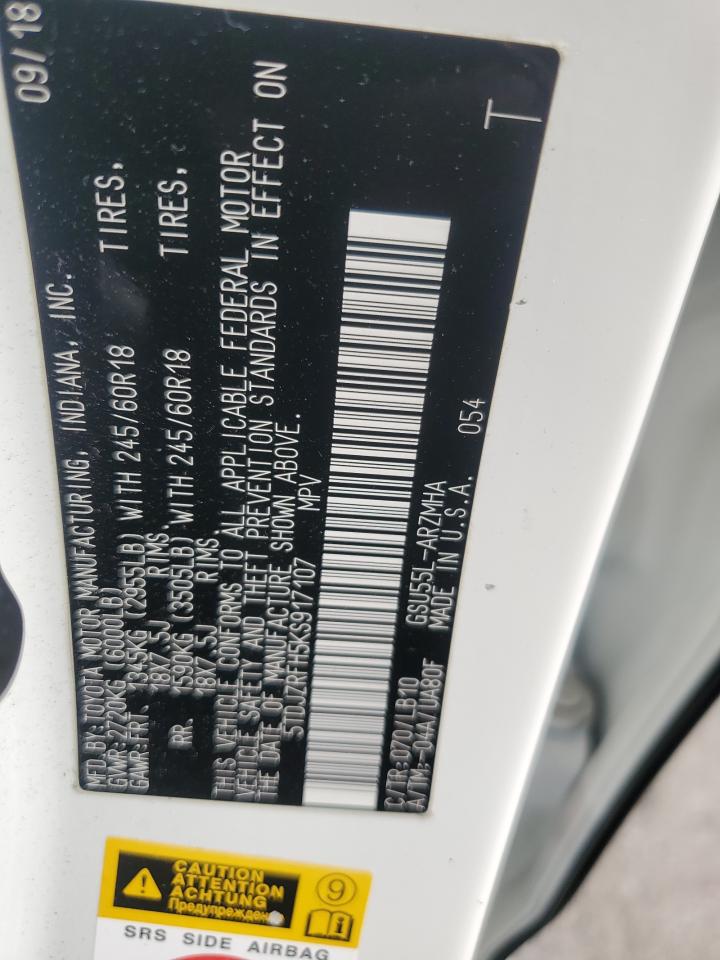 MFD BY: TOYOTA MOTOR MANUFACTURING, INDIANA, INC. 09/18
GVWR: 2720KG (6000LB)
GAWR: FRT. 1345KG (2955LB) WITH 245/60R18 TIRES,
18X7.5J RIMS.
RR. 1590KG (3505LB) WITH 245/60R18 TIRES,
18X7.5J RIMS.
THIS VEHICLE CONFORMS TO ALL APPLICABLE FEDERAL MOTOR
VEHICLE SAFETY AND THEFT PREVENTION STANDARDS IN EFFECT ON
THE DATE OF MANUFACTURE SHOWN ABOVE.
5TDJZRFH5KS917107 MPV
C/TR: 070/LB10 GSU55L-ARZMHA 054
A/TM: -04A/UA80F MADE IN U.S.A.
T
CAUTION
ATTENTION
ACHTUNG
Предупреждение
9
SRS SIDE AIRBAG